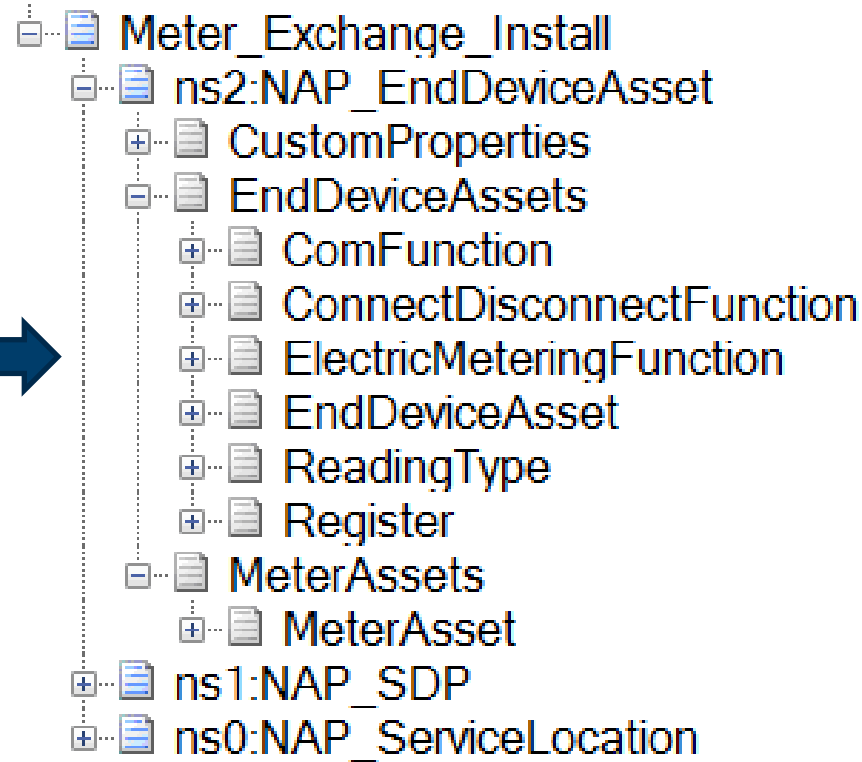 Meter_Exchange_Install
ns2:NAP_EndDeviceAsset
CustomProperties
EndDeviceAssets
ComFunction
ConnectDisconnectFunction
ElectricMeteringFunction
EndDeviceAsset
ReadingType
Register
MeterAssets
MeterAsset
ns1:NAP_SDP
ns0:NAP_ServiceLocation